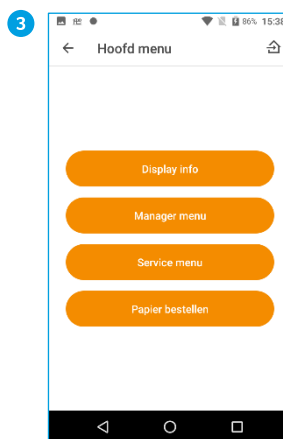 3
86% 15:38
Hoofd menu
Display info
Manager menu
Service menu
Papier bestellen